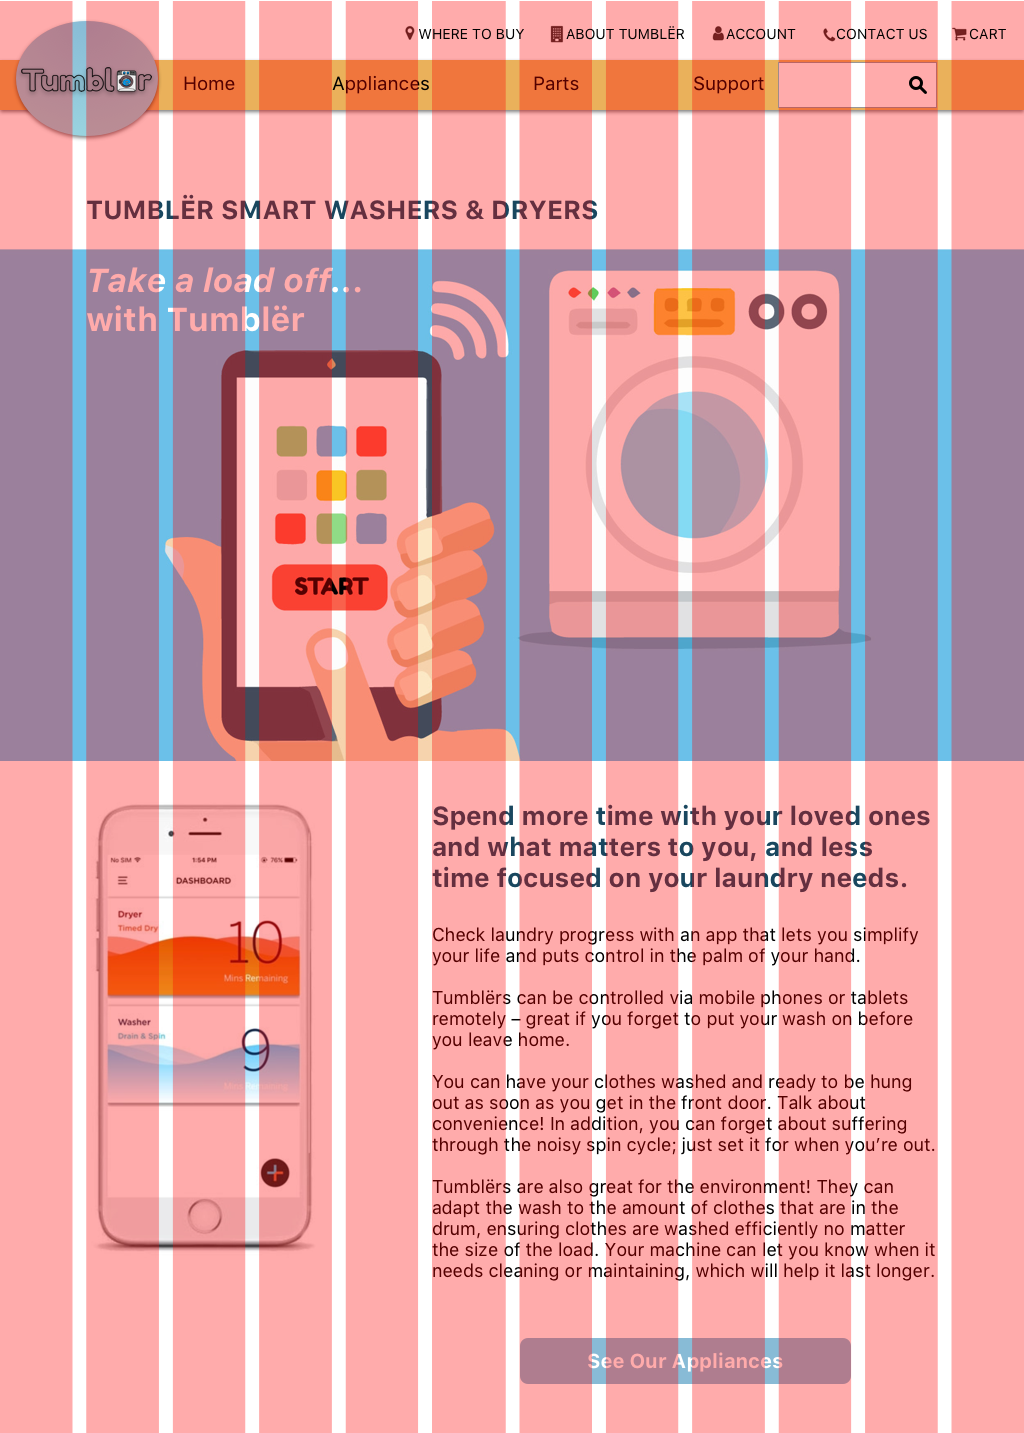 WHERE TO BUY ABOUT TUMBLËR ACCOUNT CONTACT US CART
Tumblr
Home Appliances Parts Support
TUMBLËR SMART WASHERS & DRYERS
Take a load off...
with Tumblër
START
Spend more time with your loved ones
and what matters to you, and less
time focused on your laundry needs.
No SIM 1:54 PM 76%
DASHBOARD
Dryer
Timed Dry
10
Mins Remaining
Washer
Drain & Spin
9
Check laundry progress with an app that lets you simplify
your life and puts control in the palm of your hand.
Tumblërs can be controlled via mobile phones or tablets
remotely – great if you forget to put your wash on before
you leave home.
You can have your clothes washed and ready to be hung
out as soon as you get in the front door. Talk about
convenience! In addition, you can forget about suffering
through the noisy spin cycle; just set it for when you’re out.
Tumblërs are also great for the environment! They can
adapt the wash to the amount of clothes that are in the
drum, ensuring clothes are washed efficiently no matter
the size of the load. Your machine can let you know when it
needs cleaning or maintaining, which will help it last longer.
See Our Appliances